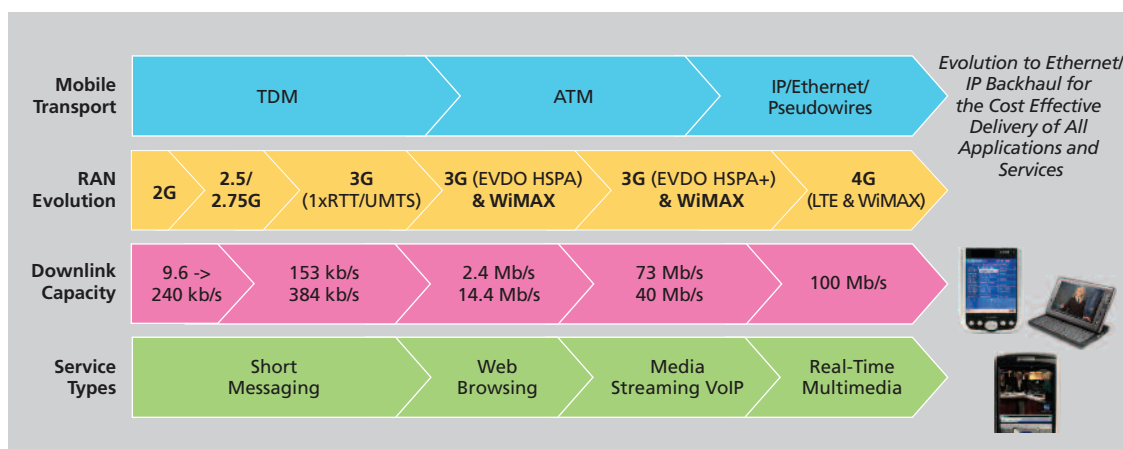 Mobile
Transport
TDM
ATM
IP/Ethernet/
Pseudowires
Evolution to Ethernet/
IP Backhaul for
the Cost Effective
Delivery of All
Applications and
Services
RAN
Evolution
2G
2.5/
2.75G
3G
(1xRTT/UMTS)
3G (EVDO HSPA)
& WiMAX
3G (EVDO HSPA+)
& WiMAX
4G
(LTE & WiMAX)
Downlink
Capacity
9.6 ->
240 kb/s
153 kb/s
384 kb/s
2.4 Mb/s
14.4 Mb/s
73 Mb/s
40 Mb/s
100 Mb/s
Service
Types
Short
Messaging
Web
Browsing
Media
Streaming VoIP
Real-Time
Multimedia